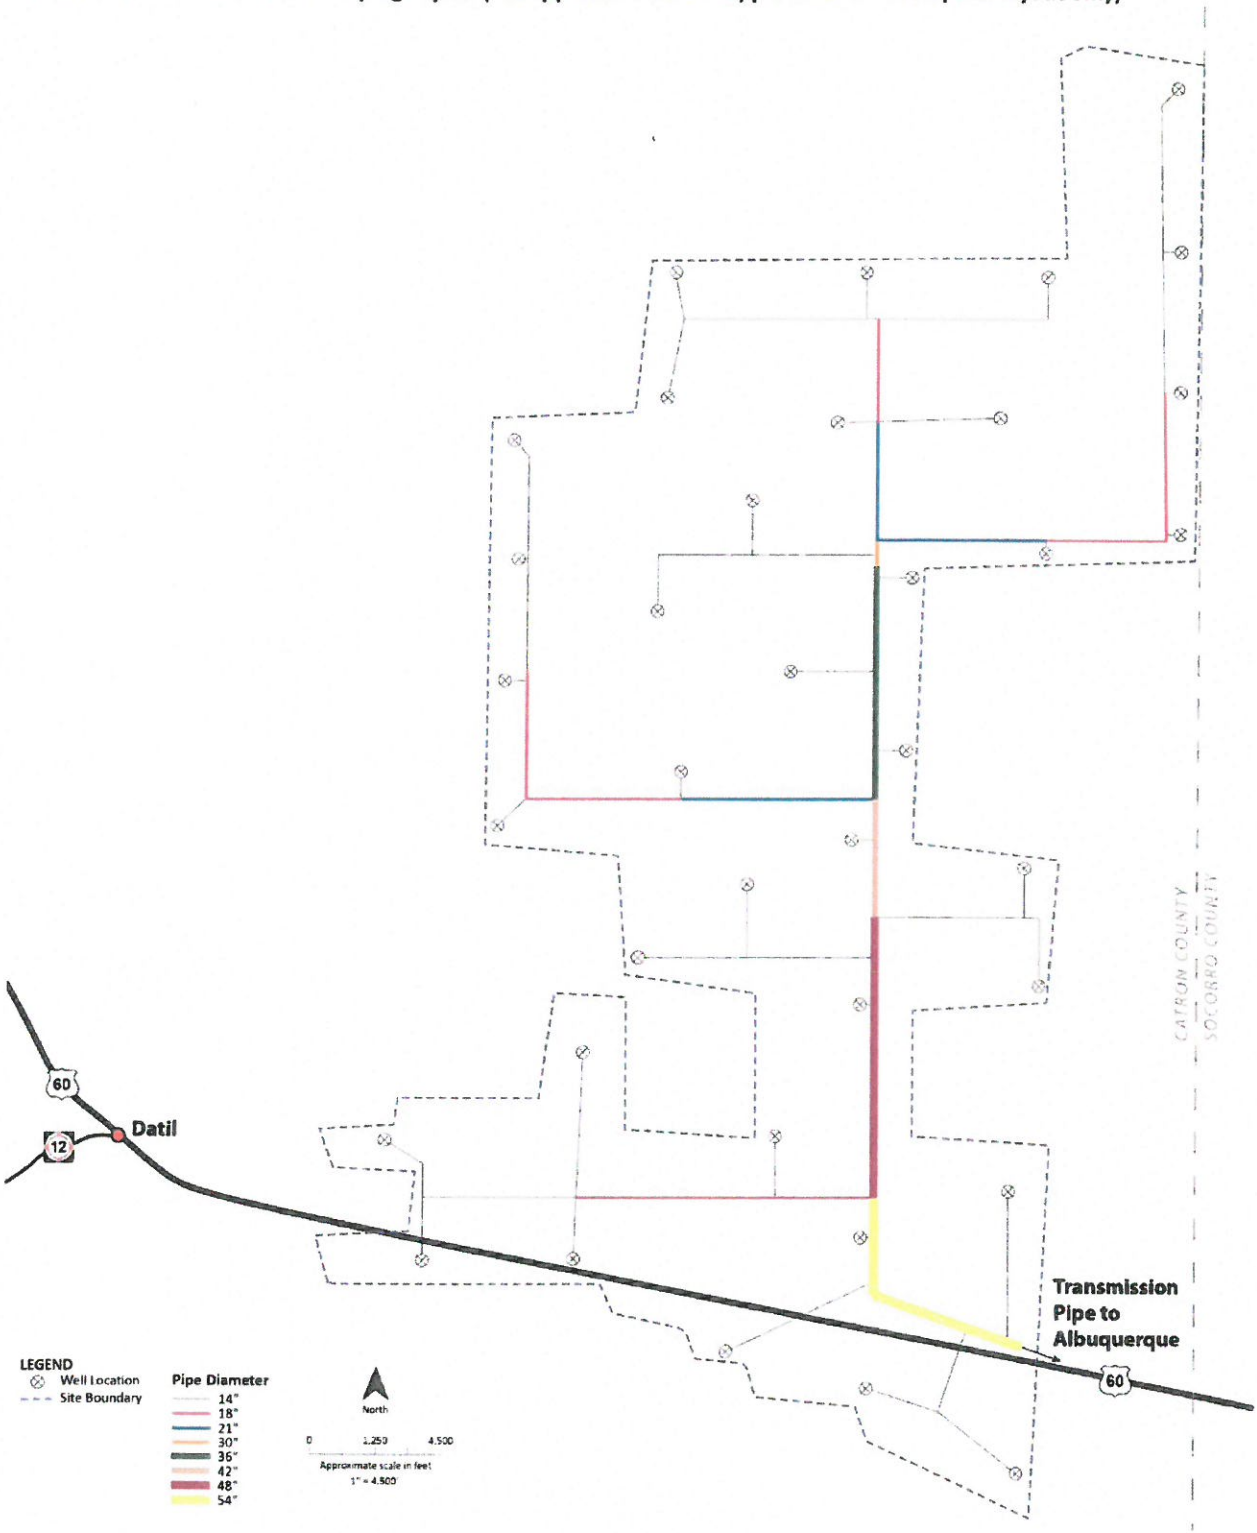 CATRON COUNTY
SOCORRO COUNTY
60
12
Datil
Transmission
Pipe to
Albuquerque
60
LEGEND
Well Location
Site Boundary
Pipe Diameter
14"
18"
21"
30"
36"
42"
48"
54"
North
0 1,250 4,500
Approximate scale in feet
1" = 4,500'